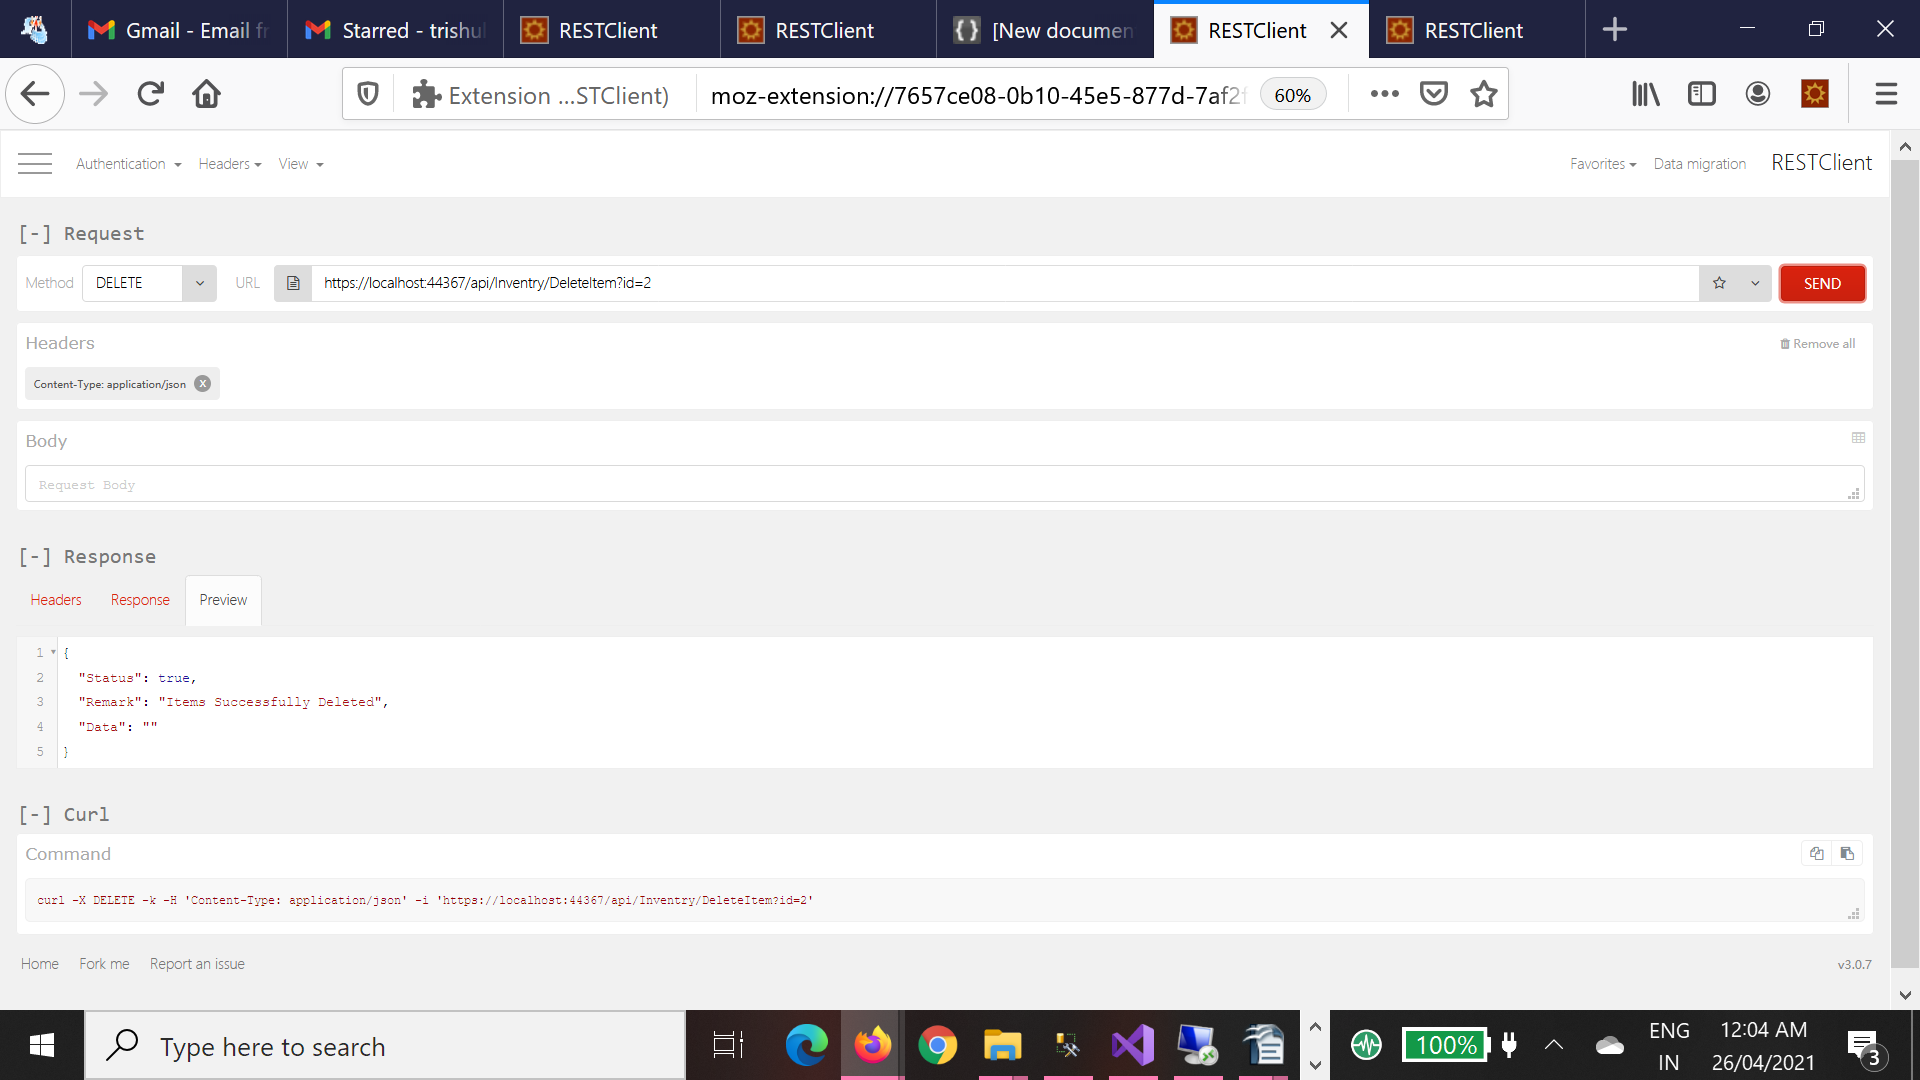 Gmail - Email fr
Starred - trishul
RESTClient
RESTClient
[New documen
RESTClient
RESTClient
Extension ...STClient)
moz-extension://7657ce08-0b10-45e5-877d-7af2f
60%
Authentication
Headers
View
Favorites
Data migration
RESTClient
[-] Request
Method
DELETE
URL
https://localhost:44367/api/Inventry/DeleteItem?id=2
SEND
Headers
Remove all
Content-Type: application/json
Body
Request Body
[-] Response
Headers
Response
Preview
1 {
2 "Status": true,
3 "Remark": "Items Successfully Deleted",
4 "Data": ""
5 }
[-] Curl
Command
curl -X DELETE -k -H 'Content-Type: application/json' -i 'https://localhost:44367/api/Inventry/DeleteItem?id=2'
Home
Fork me
Report an issue
v3.0.7
Type here to search
100%
ENG
IN
12:04 AM
26/04/2021
3